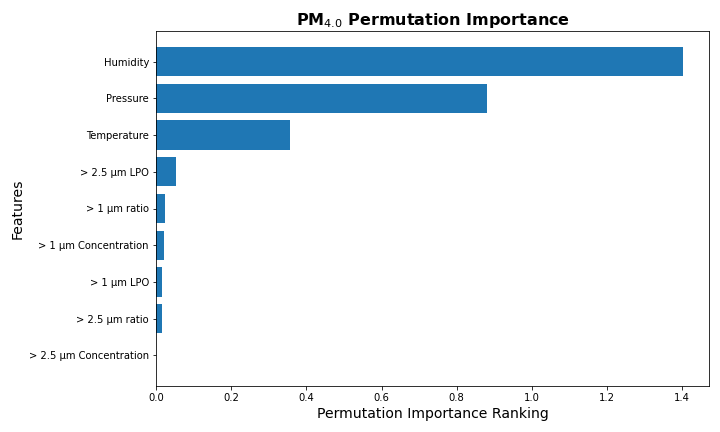 PM4.0 Permutation Importance
Humidity
Pressure
Temperature
> 2.5 μm LPO
> 1 μm ratio
> 1 μm Concentration
> 1 μm LPO
> 2.5 μm ratio
> 2.5 μm Concentration
Features
0.0 0.2 0.4 0.6 0.8 1.0 1.2 1.4
Permutation Importance Ranking